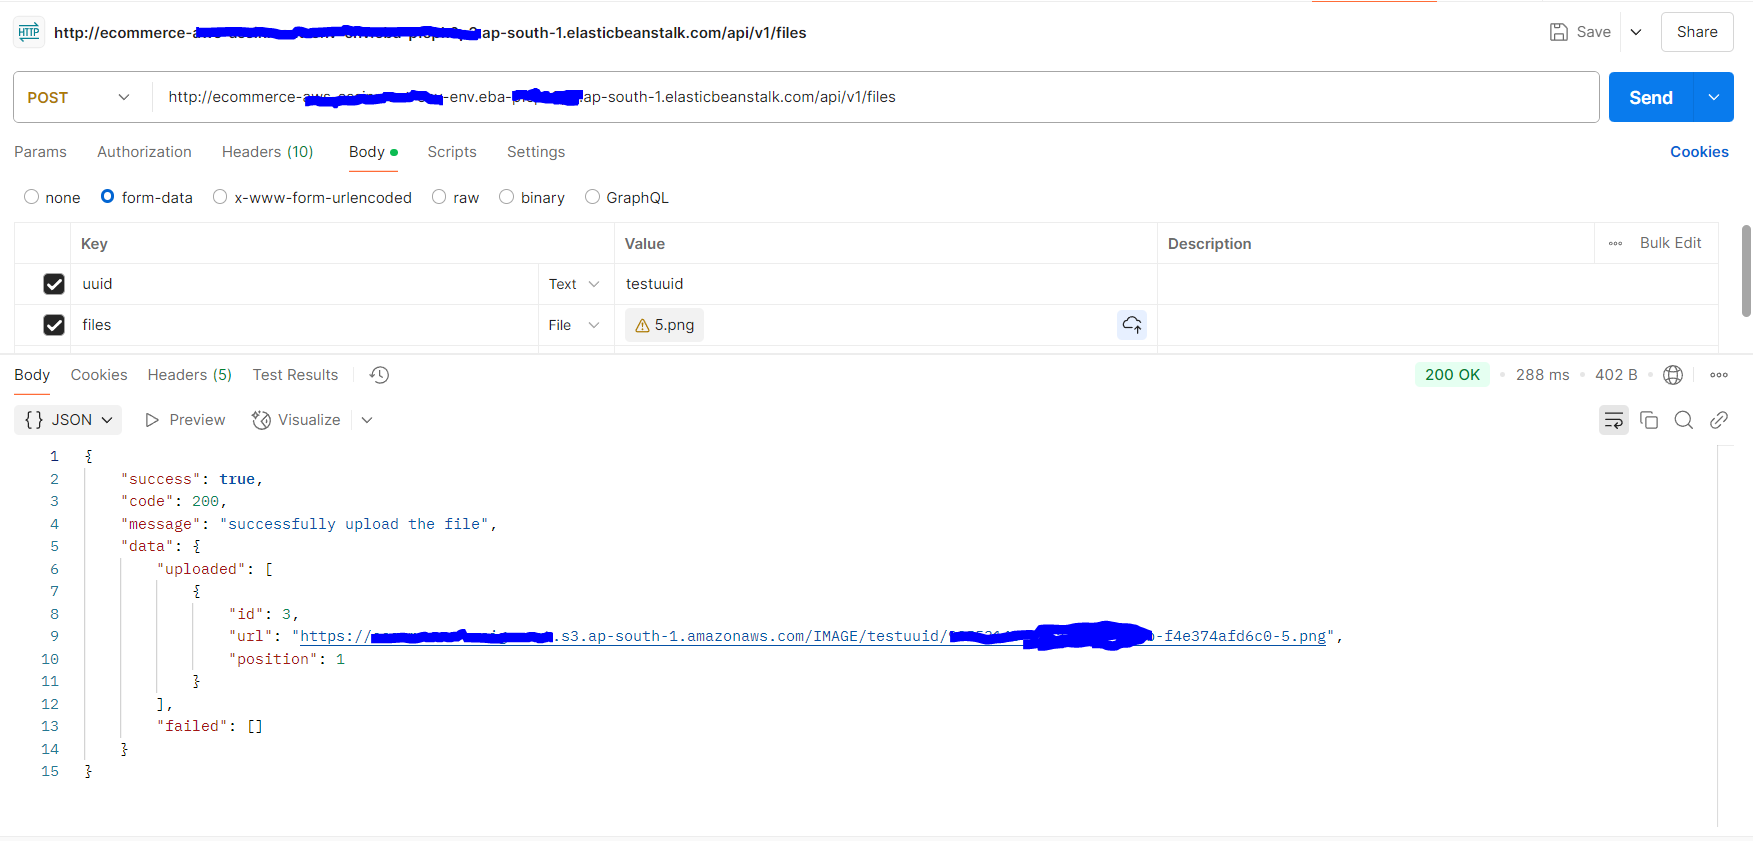 HTTP http://ecommerce- ap-south-1.elasticbeanstalk.com/api/v1/files Save Share
POST http://ecommerce- -env.eba- ap-south-1.elasticbeanstalk.com/api/v1/files Send
Params Authorization Headers (10) Body Scripts Settings Cookies
none form-data x-www-form-urlencoded raw binary GraphQL
Key Value Description Bulk Edit
uuid Text testuuid
files File 5.png
Body Cookies Headers (5) Test Results 200 OK 288 ms 402 B
{} JSON Preview Visualize
1 {
2 "success": true,
3 "code": 200,
4 "message": "successfully upload the file",
5 "data": {
6 "uploaded": [
7 {
8 "id": 3,
9 "url": "https:// .s3.ap-south-1.amazonaws.com/IMAGE/testuuid/ -f4e374afd6c0-5.png",
10 "position": 1
11 }
12 ],
13 "failed": []
14 }
15 }